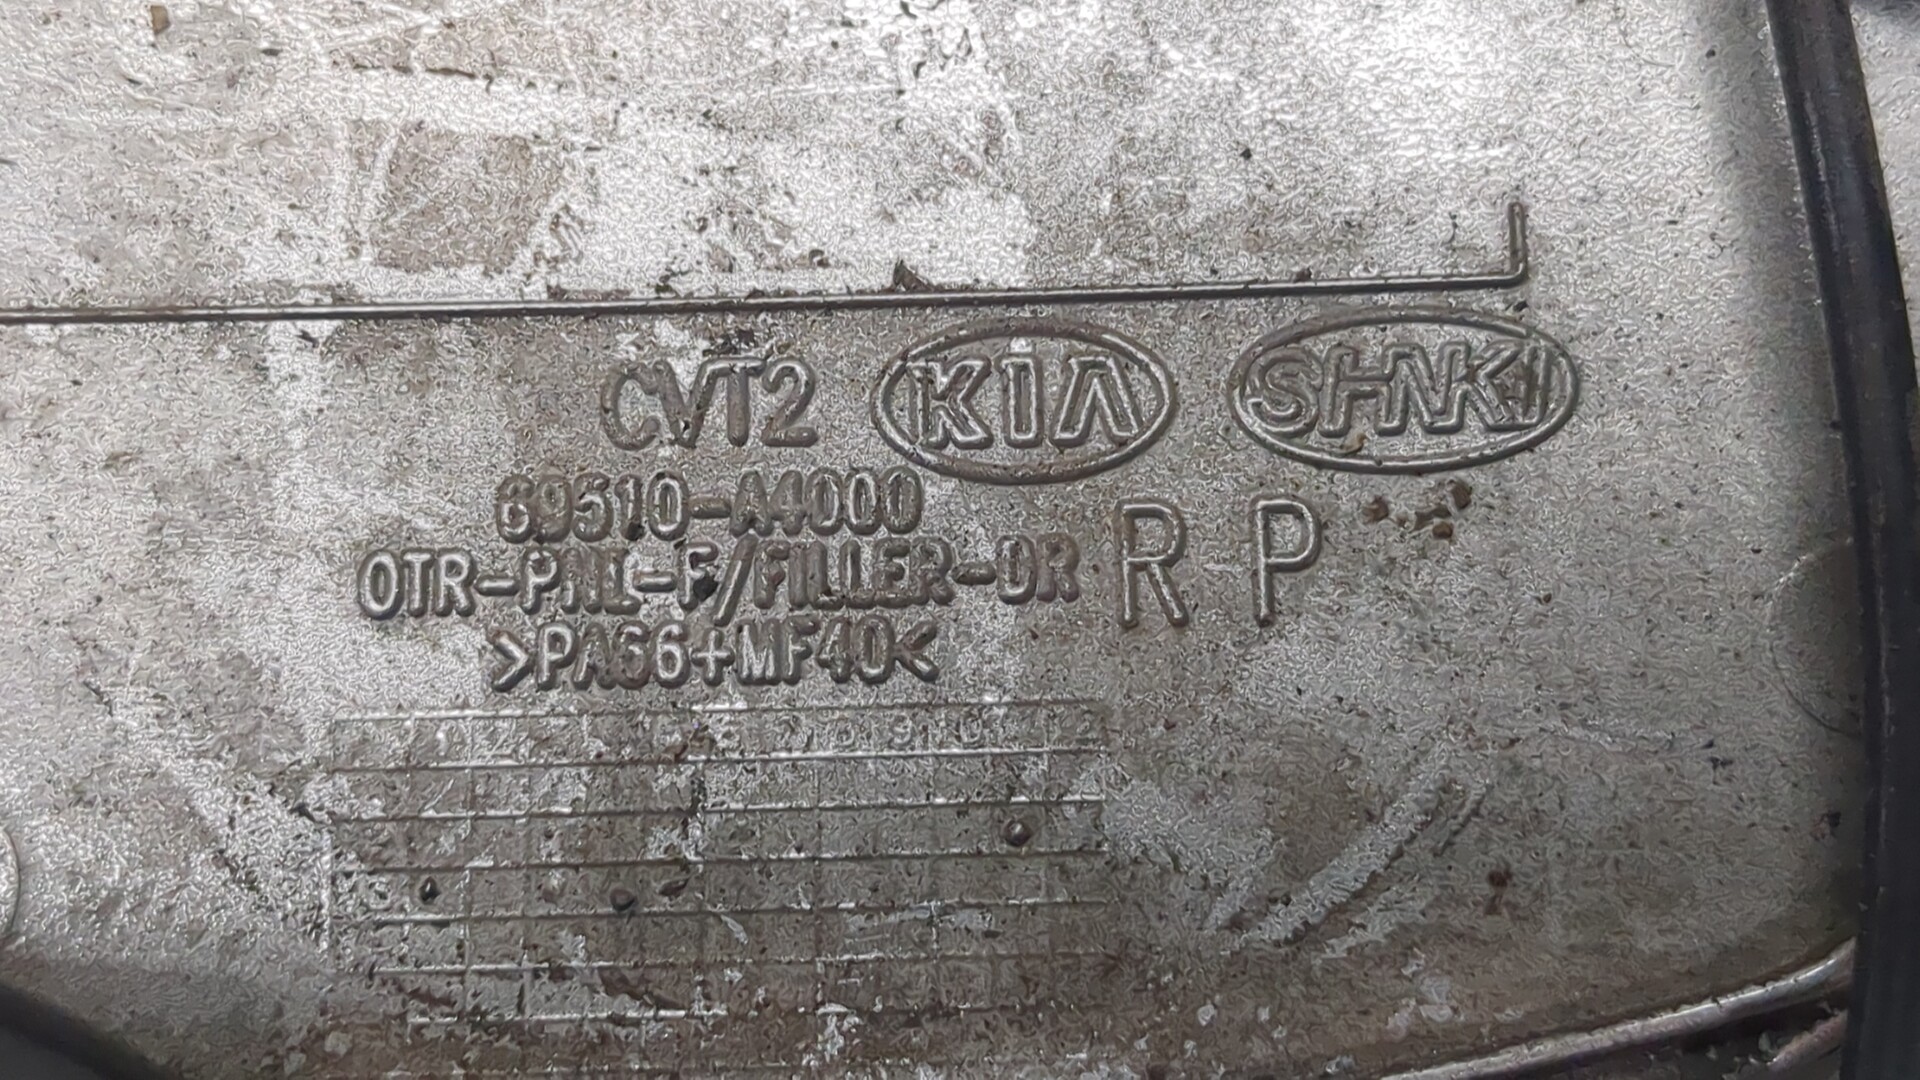 CVT2 KIA SHNKI
69510-A4000
OTR-PNL-F/FILLER-DR R P
>PA66+MF40<